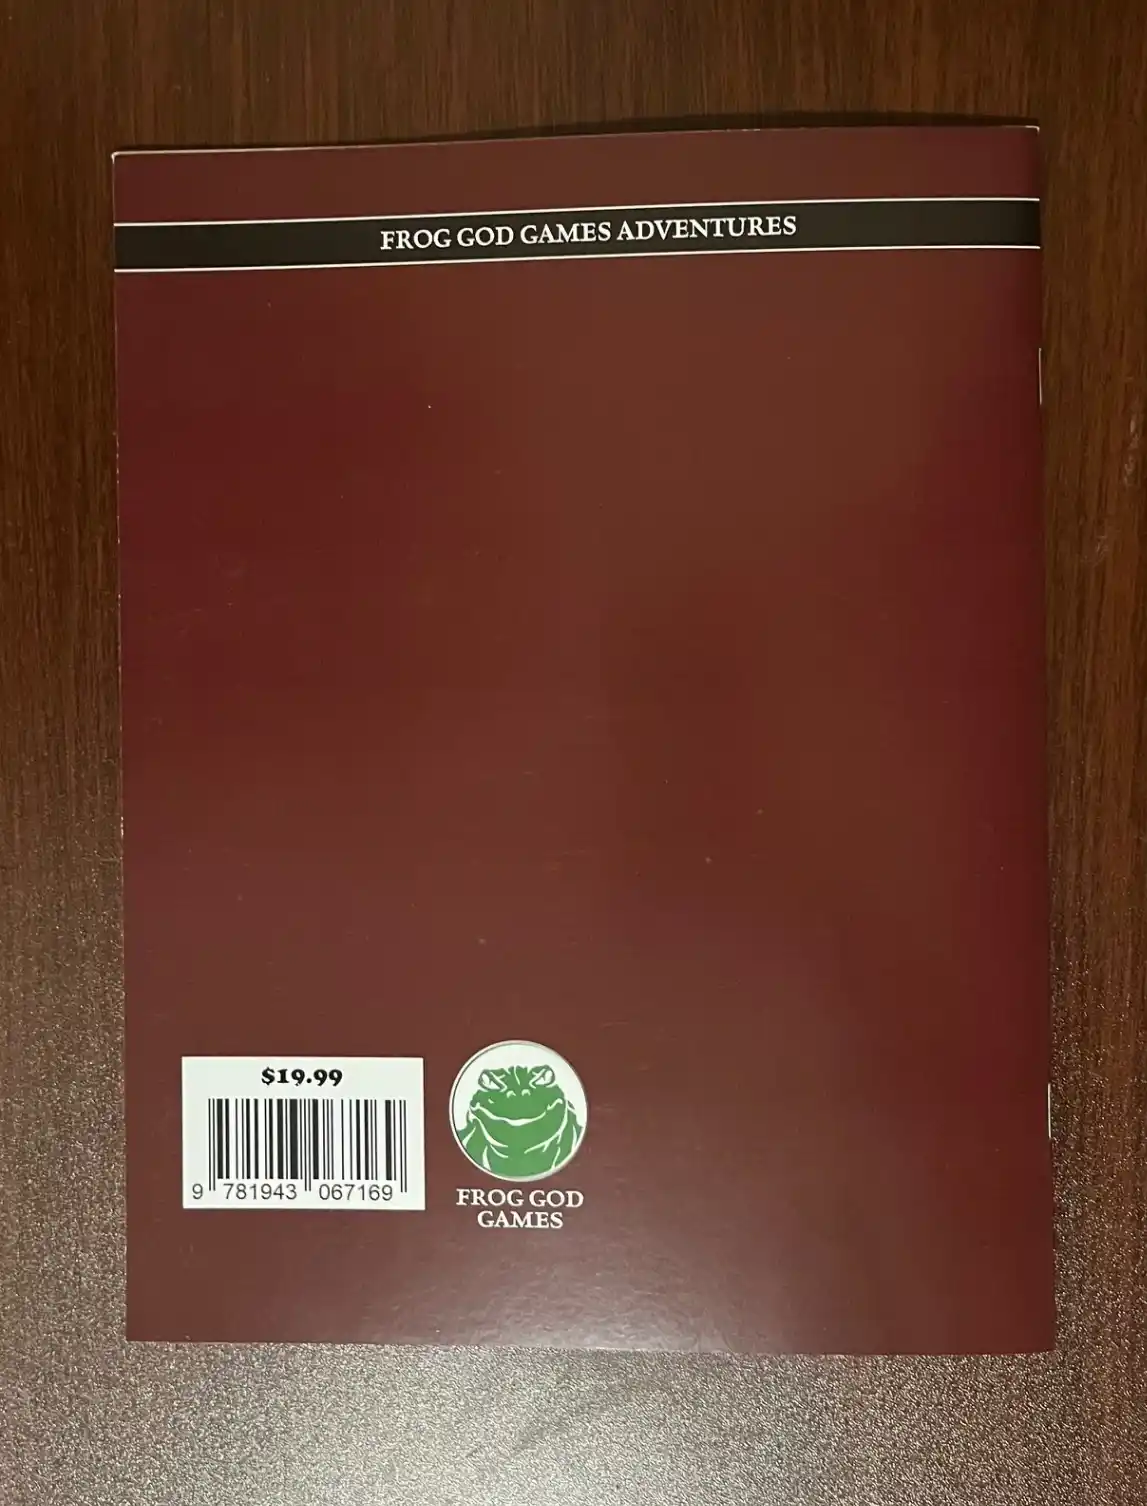 FROG GOD GAMES ADVENTURES
$19.99
9 781943 067169
FROG GOD
GAMES